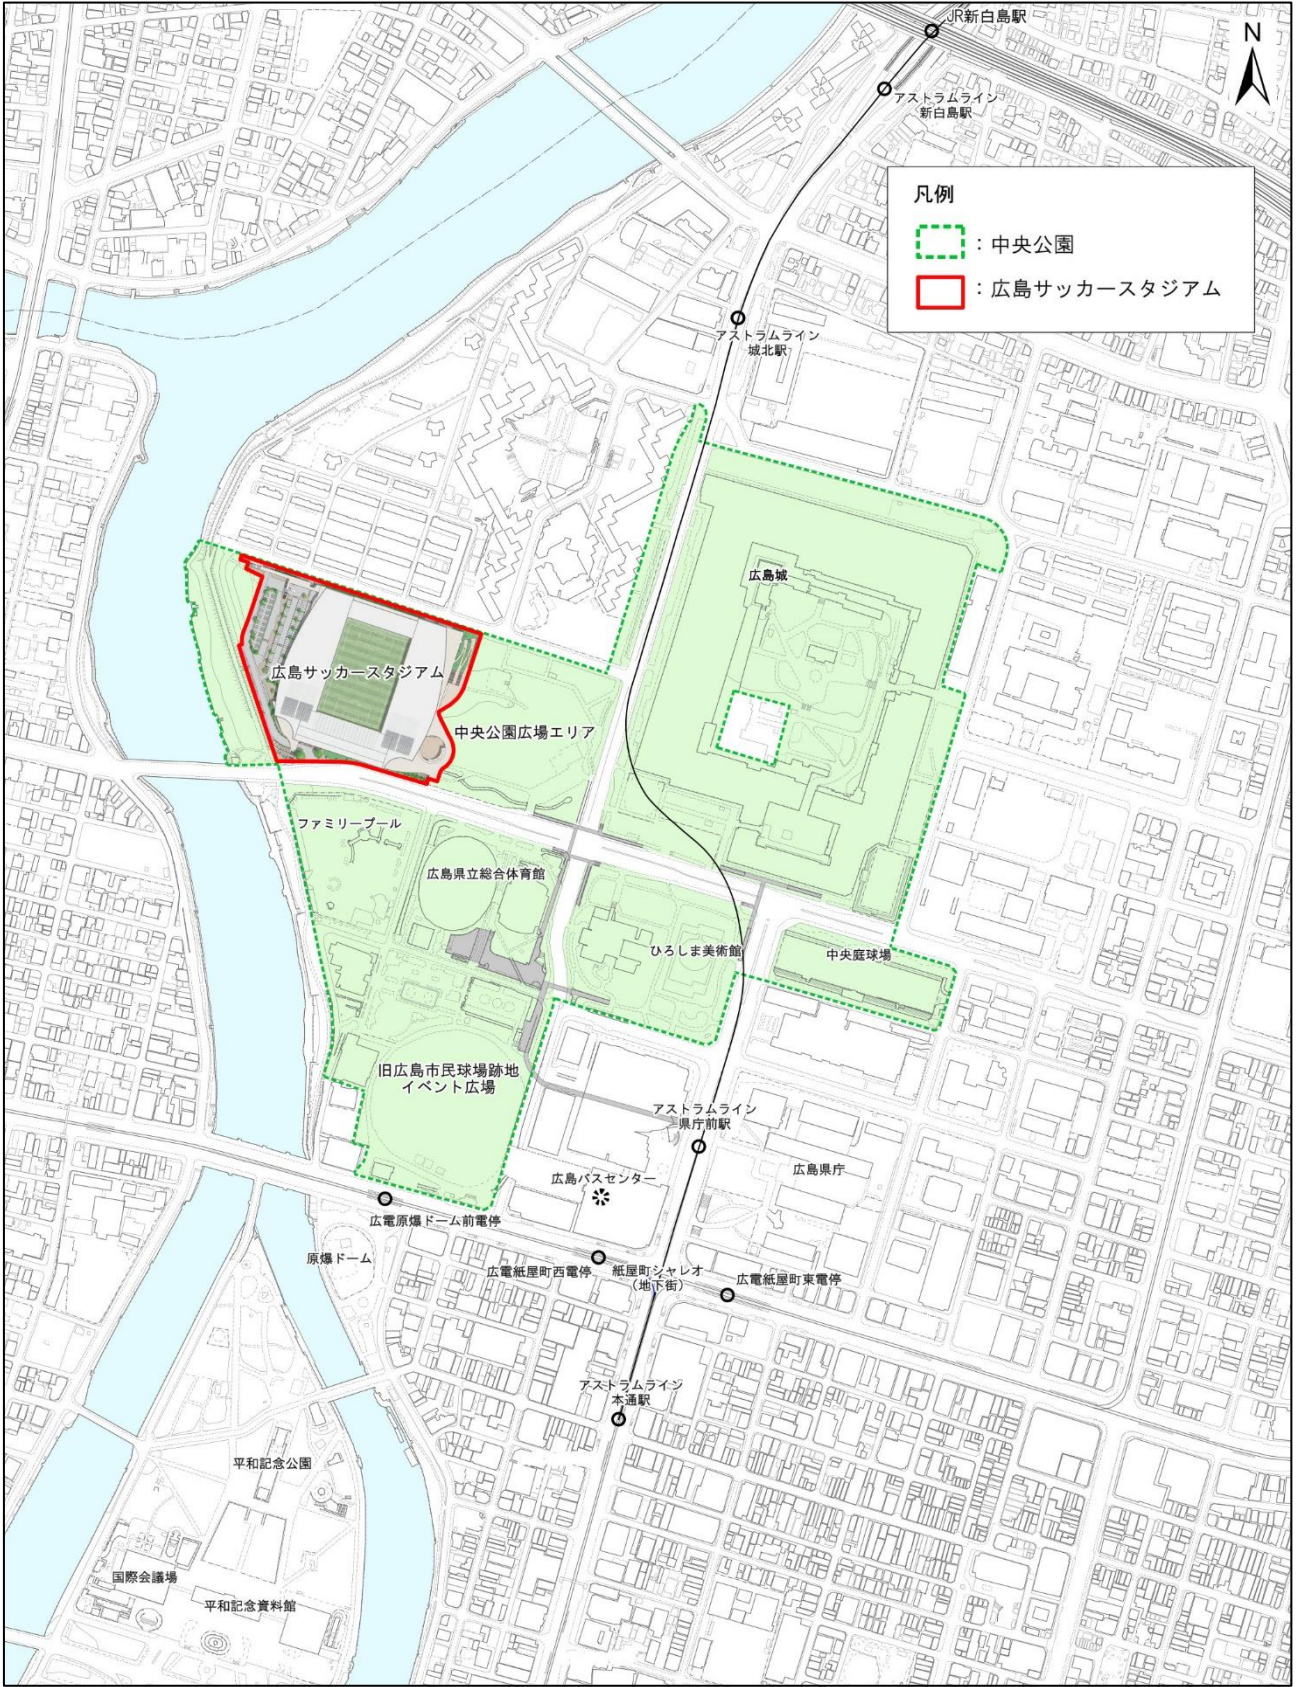 JR新白島駅
N
アストラムライン
新白島駅
凡例
：中央公園
：広島サッカースタジアム
アストラムライン
城北駅
広島城
広島サッカースタジアム
中央公園広場エリア
ファミリープール
広島県立総合体育館
ひろしま美術館
中央庭球場
旧広島市民球場跡地
イベント広場
アストラムライン
県庁前駅
広島県庁
広島バスセンター
広電原爆ドーム前電停
原爆ドーム
広電紙屋町西電停
紙屋町シャレオ
（地下街）
広電紙屋町東電停
アストラムライン
本通駅
平和記念公園
国際会議場
平和記念資料館